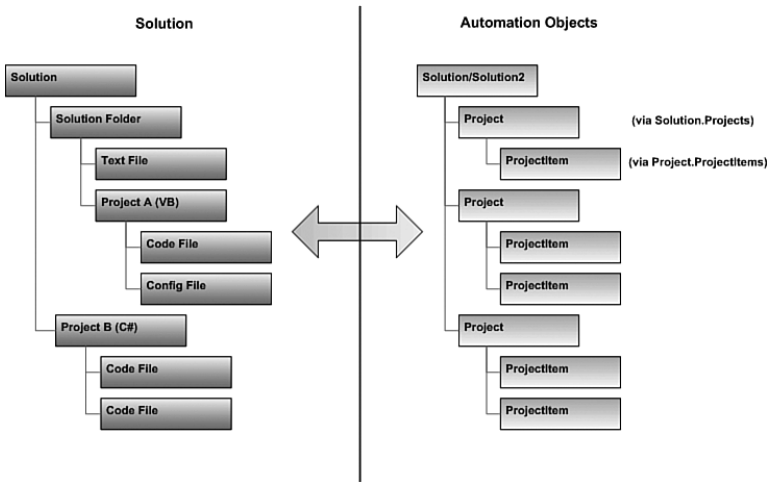 Solution
Automation Objects
Solution
Solution Folder
Text File
Project A (VB)
Code File
Config File
Project B (C#)
Code File
Code File
Solution/Solution2
Project
(via Solution.Projects)
ProjectItem
(via Project.ProjectItems)
Project
ProjectItem
ProjectItem
Project
ProjectItem
ProjectItem